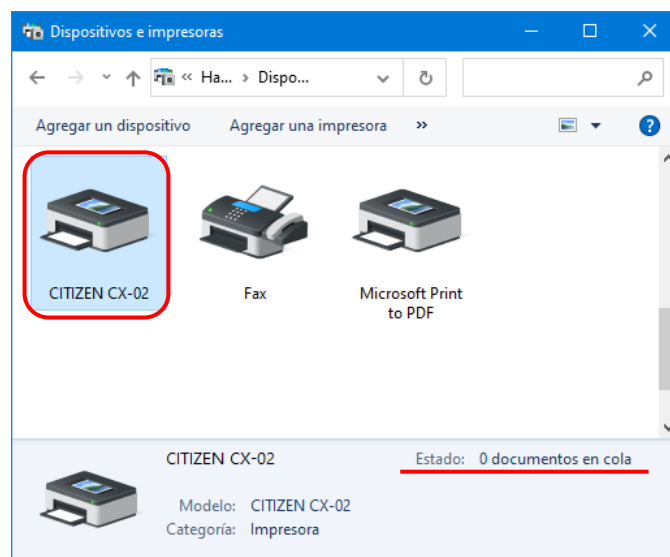 Dispositivos e impresoras
« Ha... › Dispo...
Agregar un dispositivo Agregar una impresora »
?
CITIZEN CX-02 Fax Microsoft Print
to PDF
CITIZEN CX-02 Estado: 0 documentos en cola
Modelo: CITIZEN CX-02
Categoría: Impresora